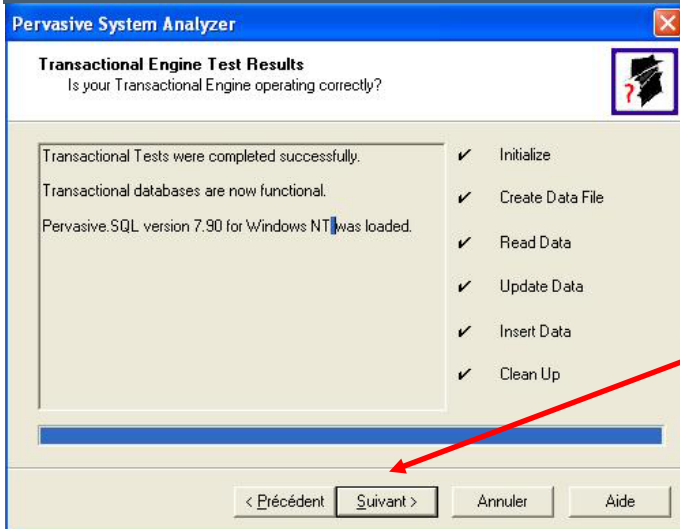 Pervasive System Analyzer
Transactional Engine Test Results
Is your Transactional Engine operating correctly?
?
Transactional Tests were completed successfully.
Transactional databases are now functional.
Pervasive.SQL version 7.90 for Windows NT was loaded.
Initialize
Create Data File
Read Data
Update Data
Insert Data
Clean Up
< Précédent
Suivant >
Annuler
Aide